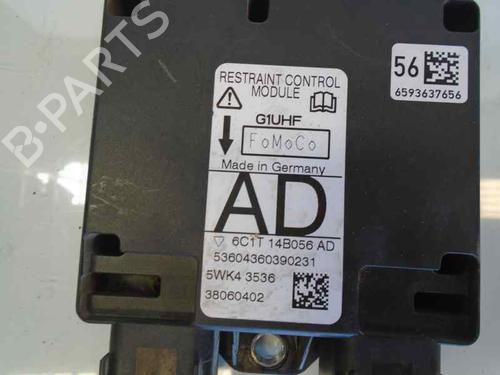 RESTRAINT CONTROL
MODULE
G1UHF
FoMoCo
Made in Germany
AD
6C1T 14B056 AD
53604360390231
5WK4 3536
38060402
56
6593637656
B-PARTS